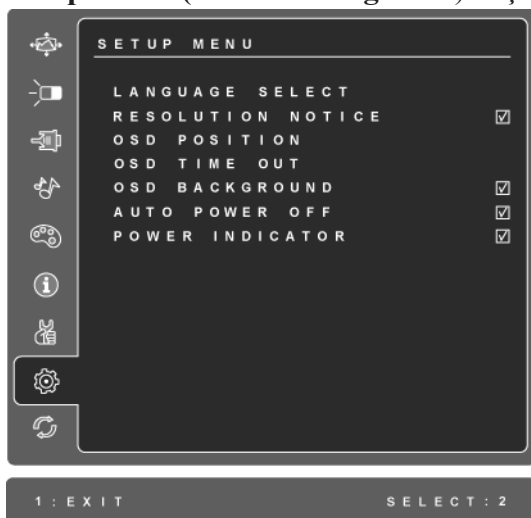 SETUP MENU
LANGUAGE SELECT
RESOLUTION NOTICE ☑
OSD POSITION
OSD TIME OUT
OSD BACKGROUND ☑
AUTO POWER OFF ☑
POWER INDICATOR ☑
1:EXIT SELECT:2